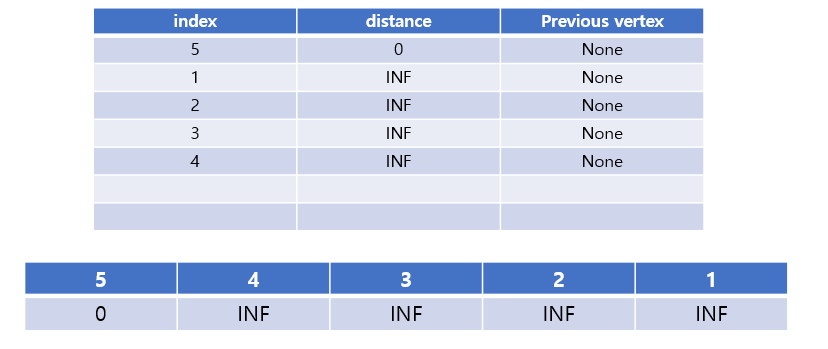 index distance Previous vertex
5 0 None
1 INF None
2 INF None
3 INF None
4 INF None
5 4 3 2 1
0 INF INF INF INF